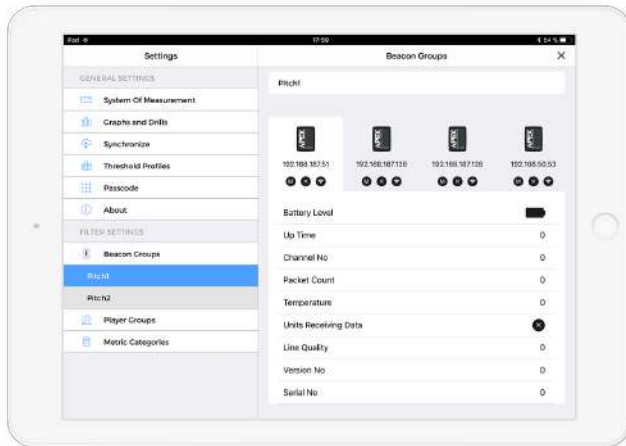 iPad
17:59
54 %
Settings
Beacon Groups
GENERAL SETTINGS
Pitch1
System Of Measurement
Graphs and Drills
Synchronize
Threshold Profiles
Passcode
About
FILTER SETTINGS
Beacon Groups
Pitch1
Pitch2
Player Groups
Metric Categories
APEX
APEX
APEX
APEX
192.168.187.51
192.168.187.126
192.168.187.126
192.168.50.53
Battery Level
Up Time 0
Channel No 0
Packet Count 0
Temperature 0
Units Receiving Data
Line Quality 0
Version No 0
Serial No 0